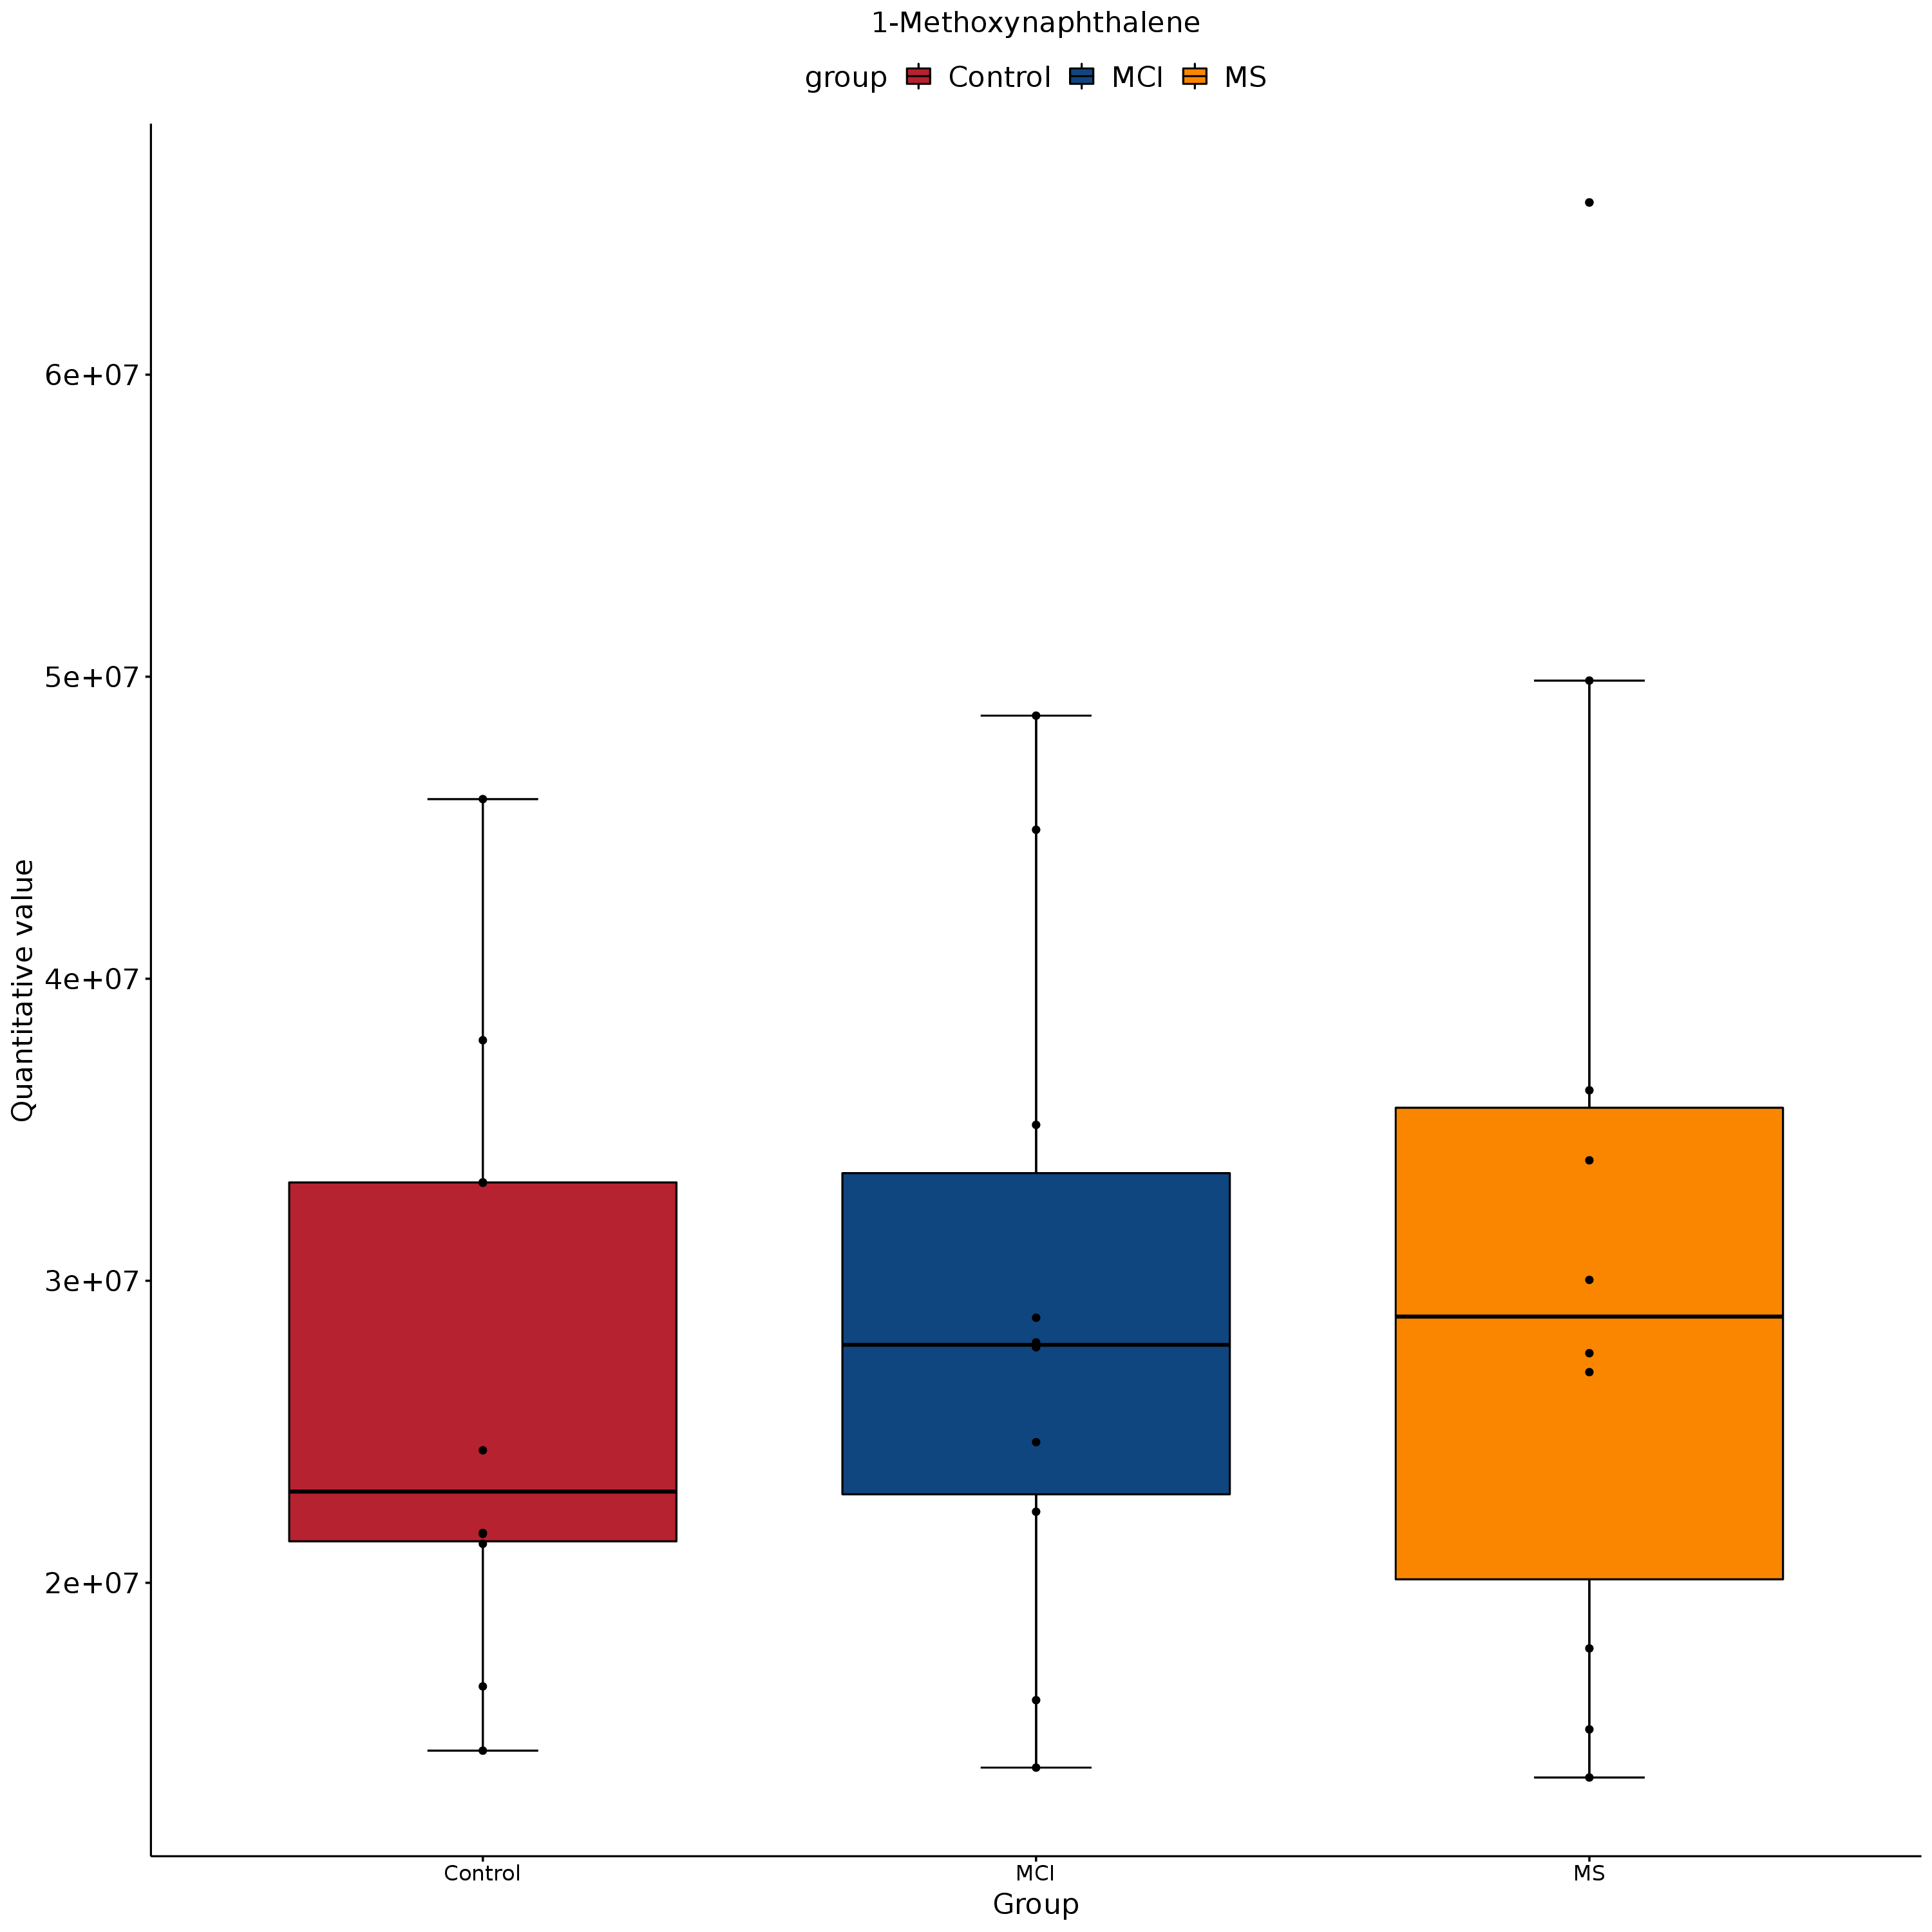 1-Methoxynaphthalene
group Control MCI MS
6e+07
5e+07
4e+07
3e+07
2e+07
Quantitative value
Control MCI MS
Group